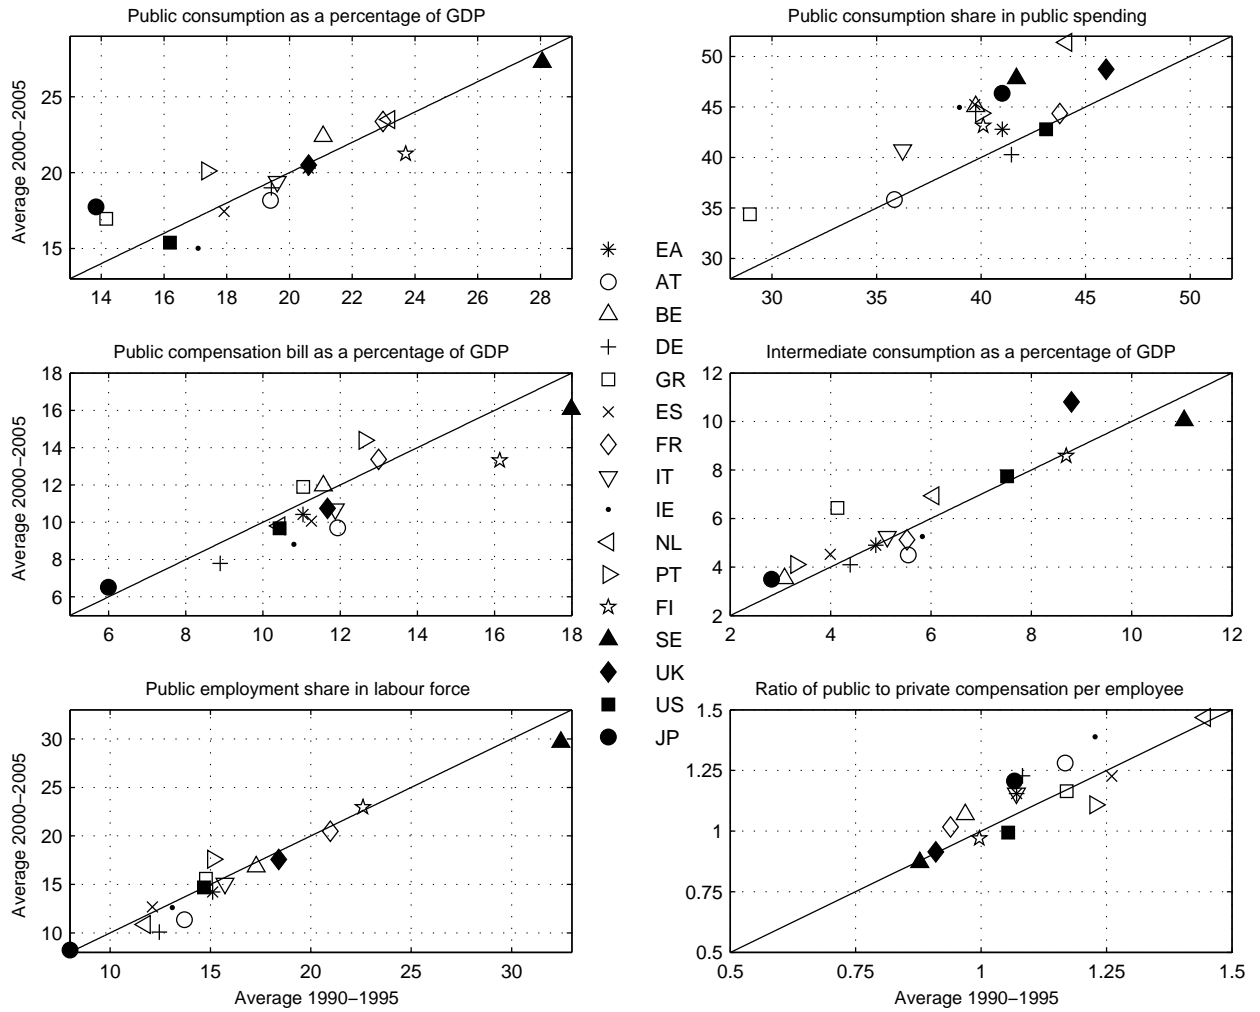 Public consumption as a percentage of GDP
Average 2000−2005
25
20
15
14 16 18 20 22 24 26 28
Public consumption share in public spending
50
45
40
35
30
30 35 40 45 50
EA
AT
BE
DE
GR
ES
FR
IT
IE
NL
PT
FI
SE
UK
US
JP
Public compensation bill as a percentage of GDP
Average 2000−2005
18
16
14
12
10
8
6
6 8 10 12 14 16 18
Intermediate consumption as a percentage of GDP
12
10
8
6
4
2
2 4 6 8 10 12
Public employment share in labour force
Average 2000−2005
30
25
20
15
10
10 15 20 25 30
Average 1990−1995
Ratio of public to private compensation per employee
1.5
1.25
1
0.75
0.5
0.5 0.75 1 1.25 1.5
Average 1990−1995